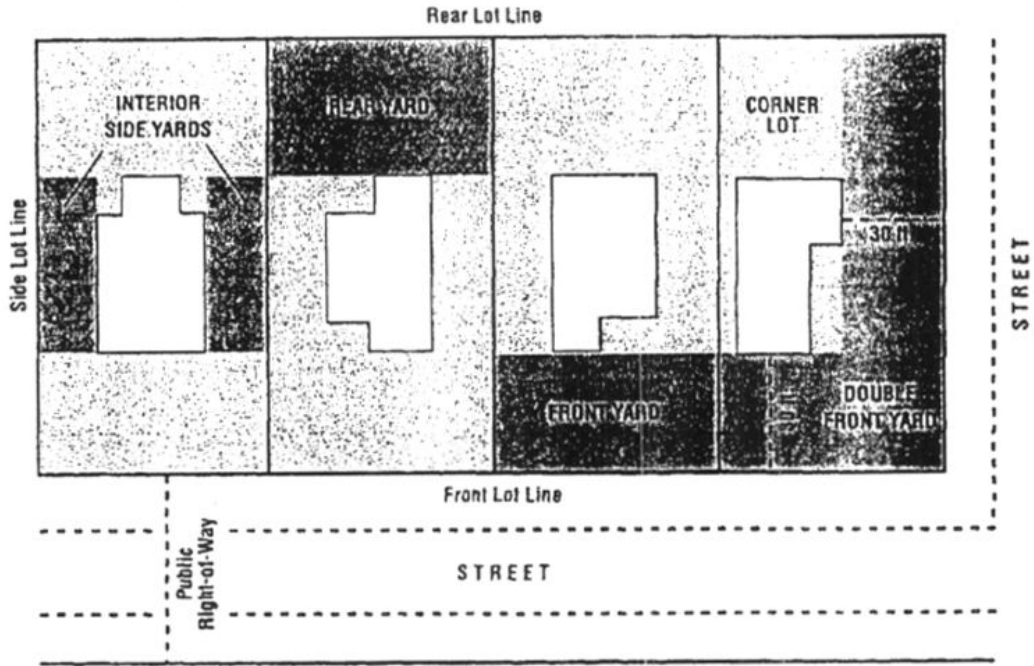 Rear Lot Line
INTERIOR
SIDE YARDS
REAR YARD
CORNER
LOT
Side Lot Line
30 ft
STREET
FRONT YARD
DOUBLE
FRONT YARD
Front Lot Line
Public
Right-of-Way
STREET